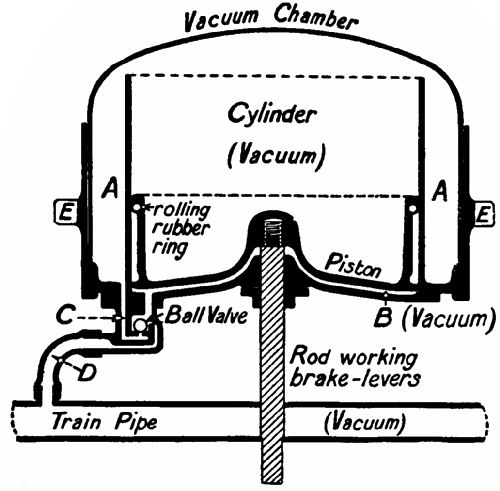 Vacuum Chamber
Cylinder
(Vacuum)
A
A
E
E
rolling
rubber
ring
Piston
C
Ball Valve
B (Vacuum)
D
Rod working
brake-levers
Train Pipe
(Vacuum)